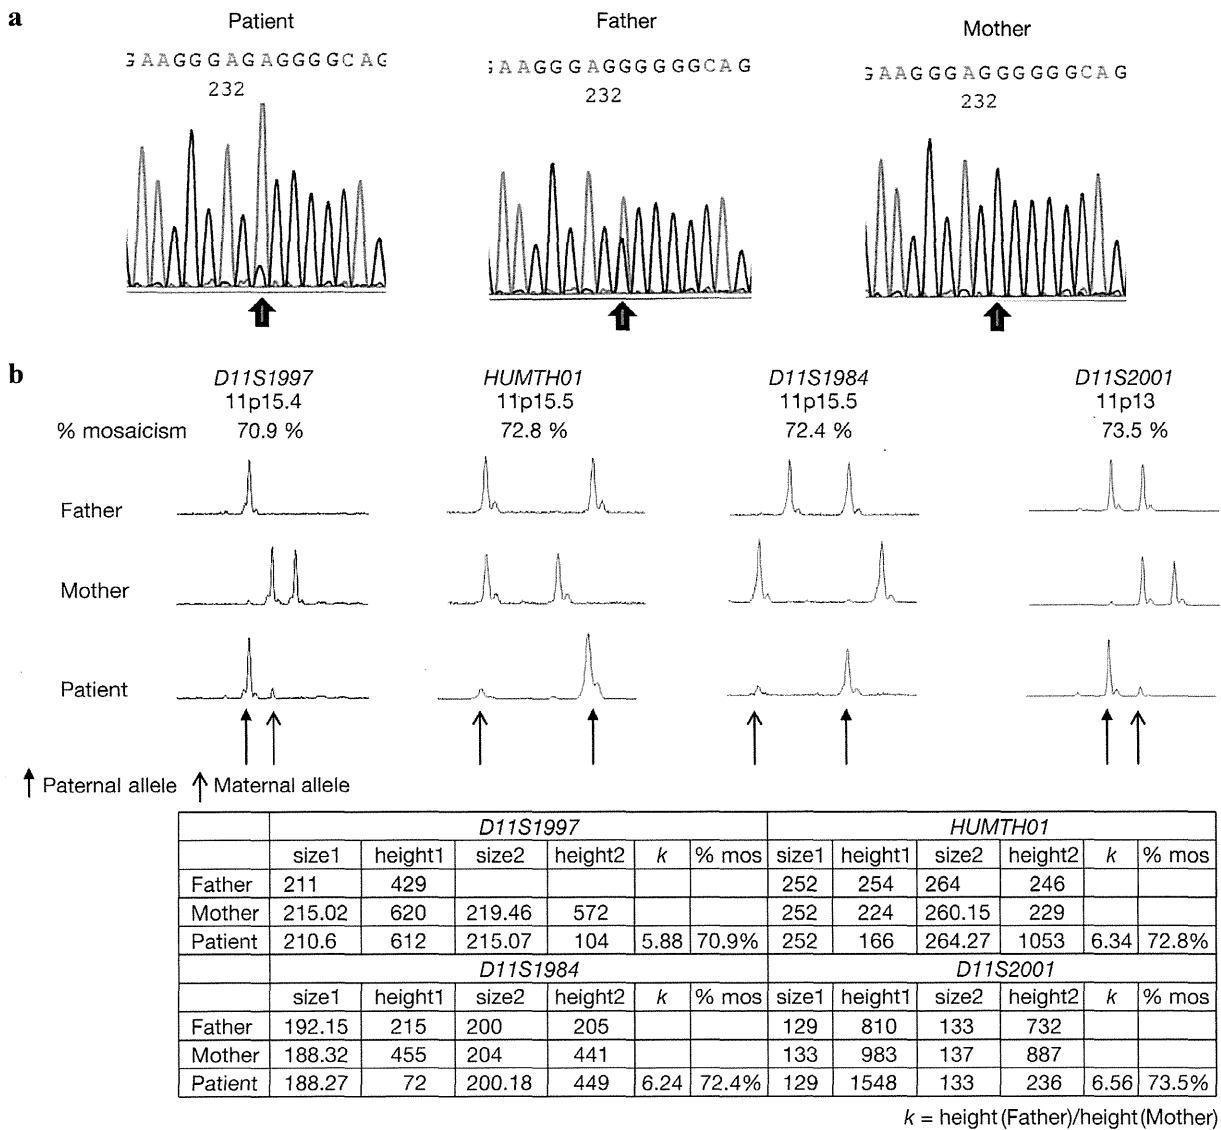 a
Patient Father Mother
GAAGGGAGAGGGGCAG
GAAGGGAGGGGGGCAG
GAAGGGAGGGGGGCAG
232 232 232
b
D11S1997 HUMTH01 D11S1984 D11S2001
11p15.4 11p15.5 11p15.5 11p13
% mosaicism 70.9 % 72.8 % 72.4 % 73.5 %
Father
Mother
Patient
Paternal allele Maternal allele
D11S1997 HUMTH01
size1 height1 size2 height2 k % mos size1 height1 size2 height2 k % mos
Father 211 429 252 254 264 246
Mother 215.02 620 219.46 572 252 224 260.15 229
Patient 210.6 612 215.07 104 5.88 70.9% 252 166 264.27 1053 6.34 72.8%
D11S1984 D11S2001
size1 height1 size2 height2 k % mos size1 height1 size2 height2 k % mos
Father 192.15 215 200 205 129 810 133 732
Mother 188.32 455 204 441 133 983 137 887
Patient 188.27 72 200.18 449 6.24 72.4% 129 1548 133 236 6.56 73.5%
k = height (Father)/height (Mother)